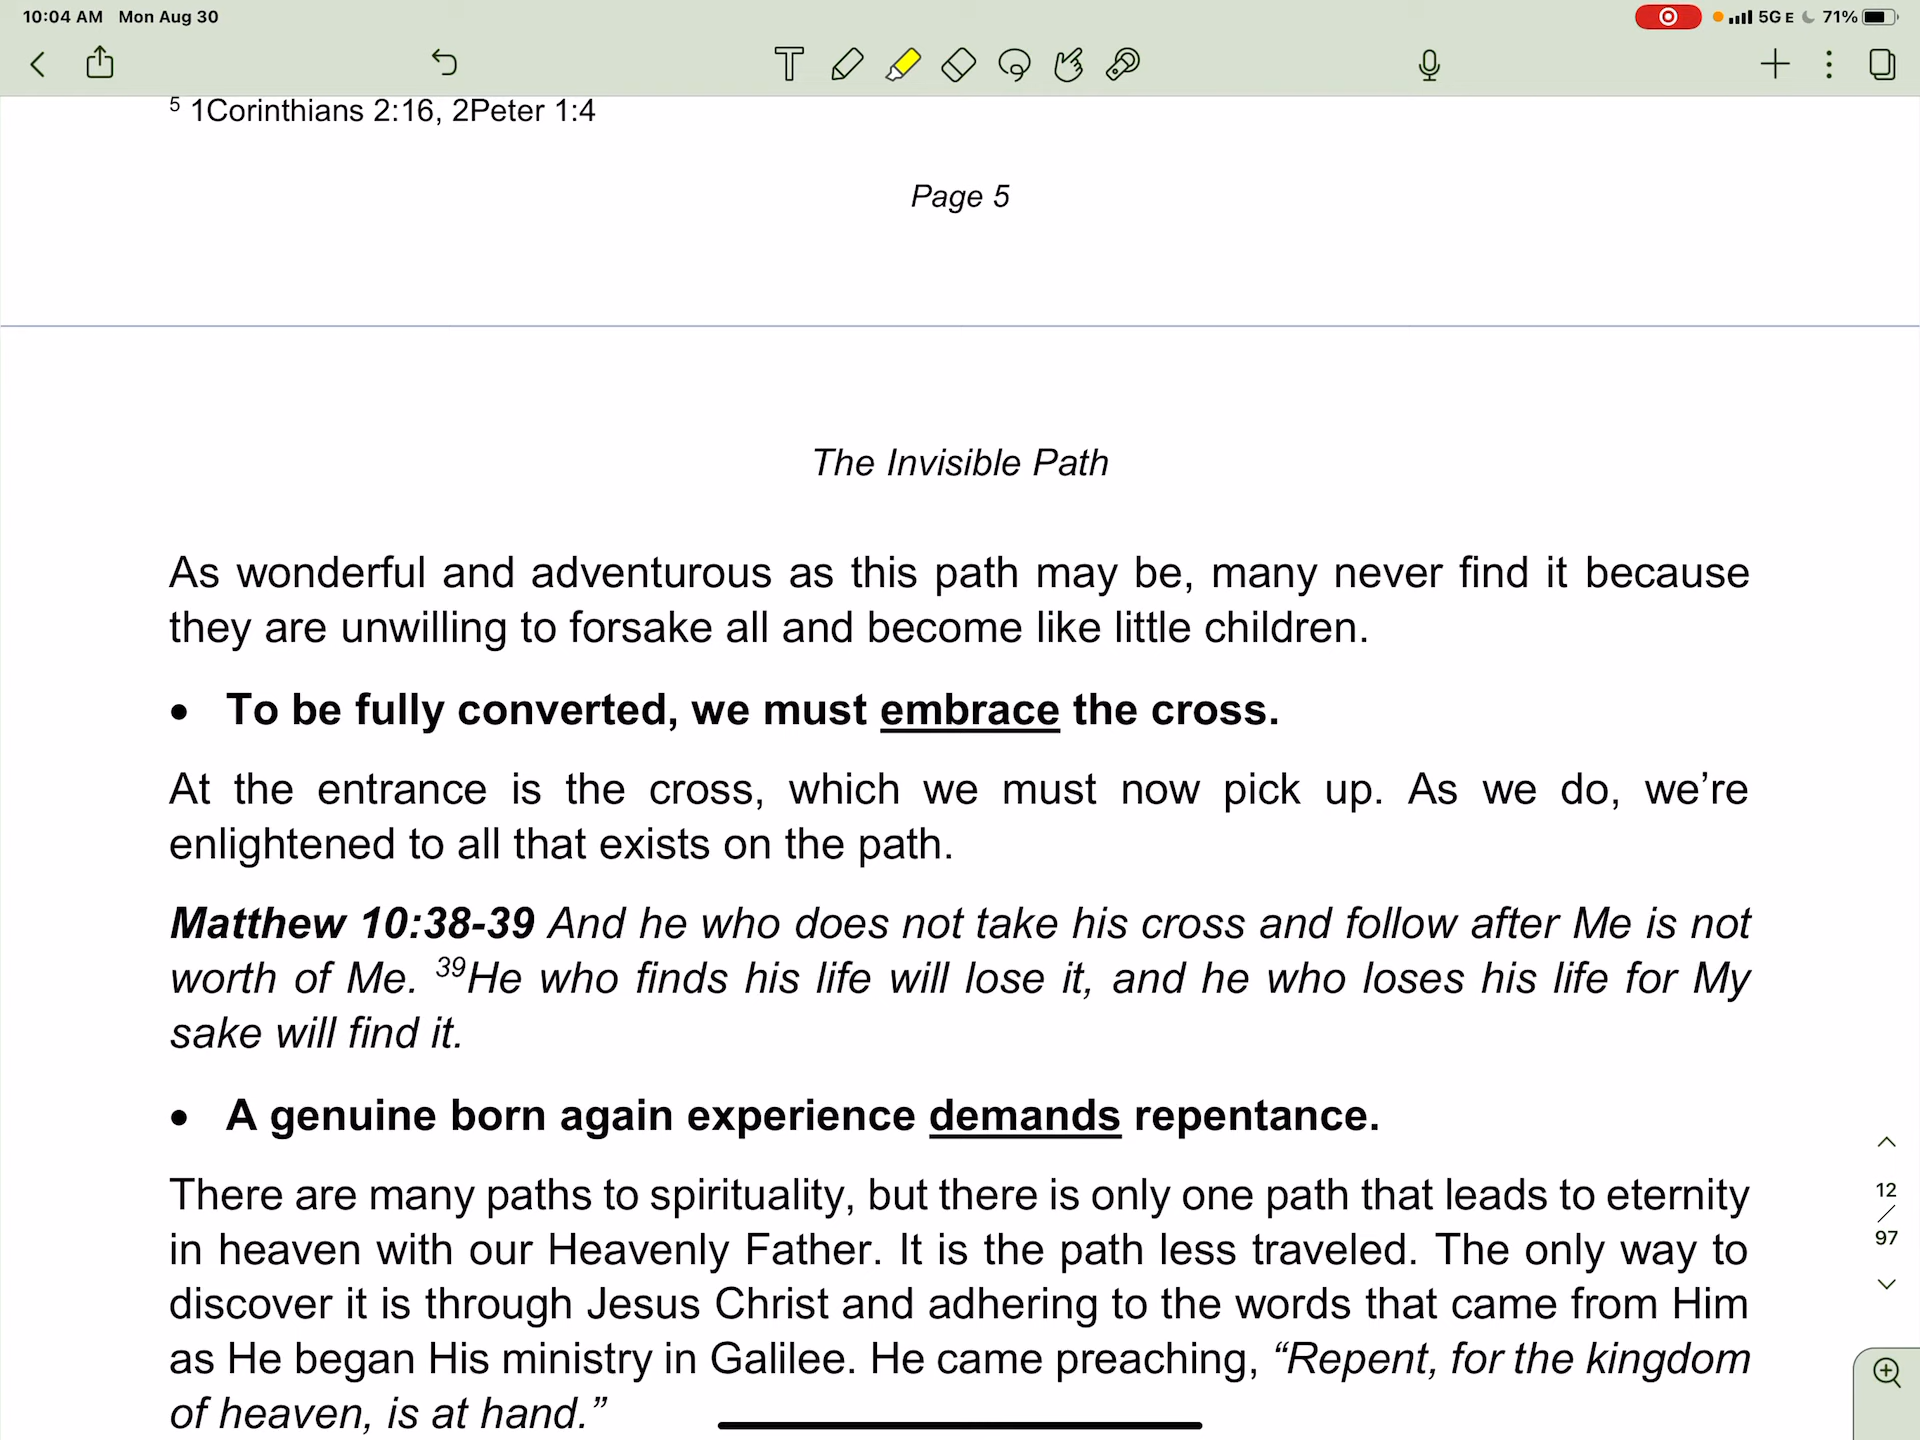 10:04 AM Mon Aug 30
5G E 71%
5 1Corinthians 2:16, 2Peter 1:4
Page 5
The Invisible Path
As wonderful and adventurous as this path may be, many never find it because
they are unwilling to forsake all and become like little children.
• To be fully converted, we must embrace the cross.
At the entrance is the cross, which we must now pick up. As we do, we’re
enlightened to all that exists on the path.
Matthew 10:38-39 And he who does not take his cross and follow after Me is not
worth of Me. 39He who finds his life will lose it, and he who loses his life for My
sake will find it.
• A genuine born again experience demands repentance.
There are many paths to spirituality, but there is only one path that leads to eternity
in heaven with our Heavenly Father. It is the path less traveled. The only way to
discover it is through Jesus Christ and adhering to the words that came from Him
as He began His ministry in Galilee. He came preaching, “Repent, for the kingdom
of heaven, is at hand.”
12
/
97